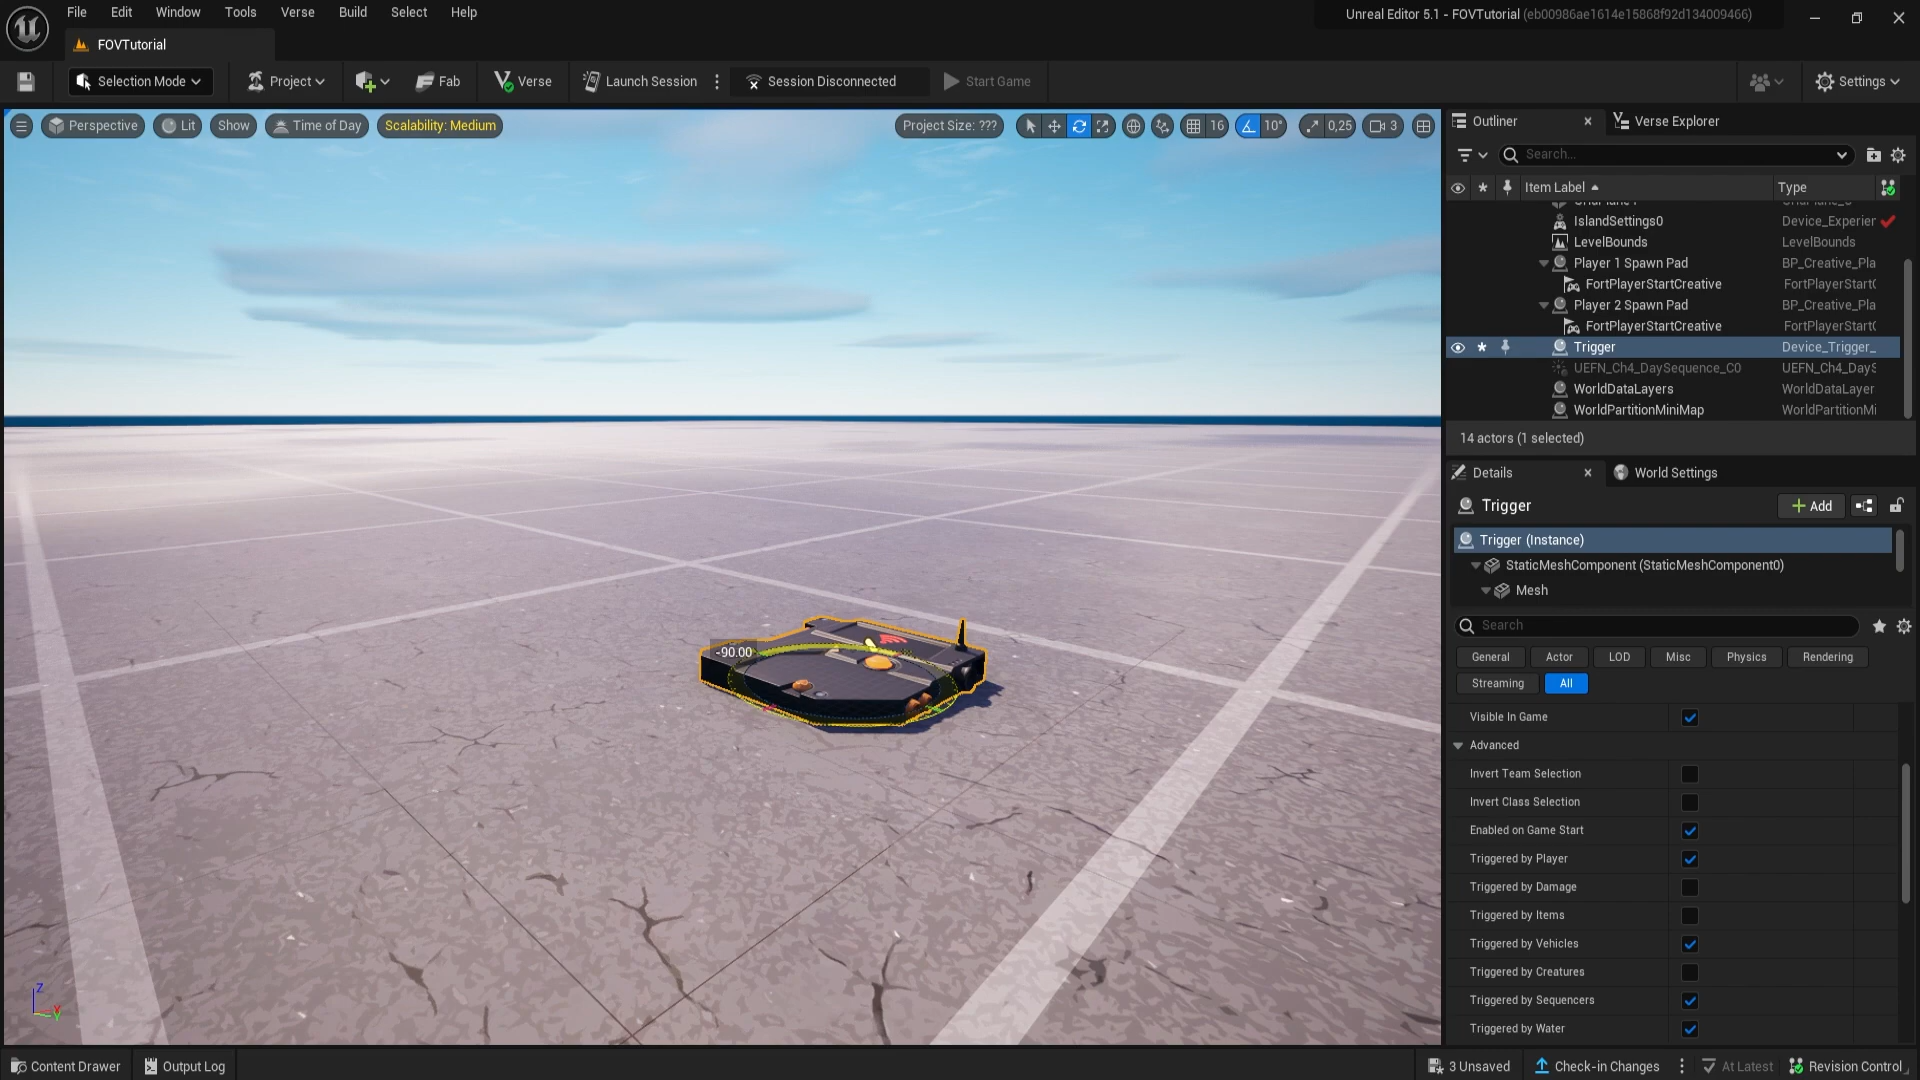 File Edit Window Tools Verse Build Select Help
Unreal Editor 5.1 - FOVTutorial (eb00986ae1614e15868f92d134009466)
FOVTutorial
Selection Mode Project Fab Verse Launch Session Session Disconnected Start Game Settings
Perspective Lit Show Time of Day Scalability: Medium Project Size: ??? 16 10° 0,25 3
Outliner Verse Explorer
Search...
Item Label Type
IslandSettings0 Device_Experien
LevelBounds LevelBounds
Player 1 Spawn Pad BP_Creative_Pla
FortPlayerStartCreative FortPlayerStartC
Player 2 Spawn Pad BP_Creative_Pla
FortPlayerStartCreative FortPlayerStartC
Trigger Device_Trigger_
UEFN_Ch4_DaySequence_C0 UEFN_Ch4_DayS
WorldDataLayers WorldDataLayer
WorldPartitionMiniMap WorldPartitionMi
14 actors (1 selected)
Details World Settings
Trigger Add
Trigger (Instance)
StaticMeshComponent (StaticMeshComponent0)
Mesh
Search
General Actor LOD Misc Physics Rendering
Streaming All
Visible In Game
Advanced
Invert Team Selection
Invert Class Selection
Enabled on Game Start
Triggered by Player
Triggered by Damage
Triggered by Items
Triggered by Vehicles
Triggered by Creatures
Triggered by Sequencers
Triggered by Water
-90.00
Z
X
Y
Content Drawer Output Log 3 Unsaved Check-in Changes At Latest Revision Control